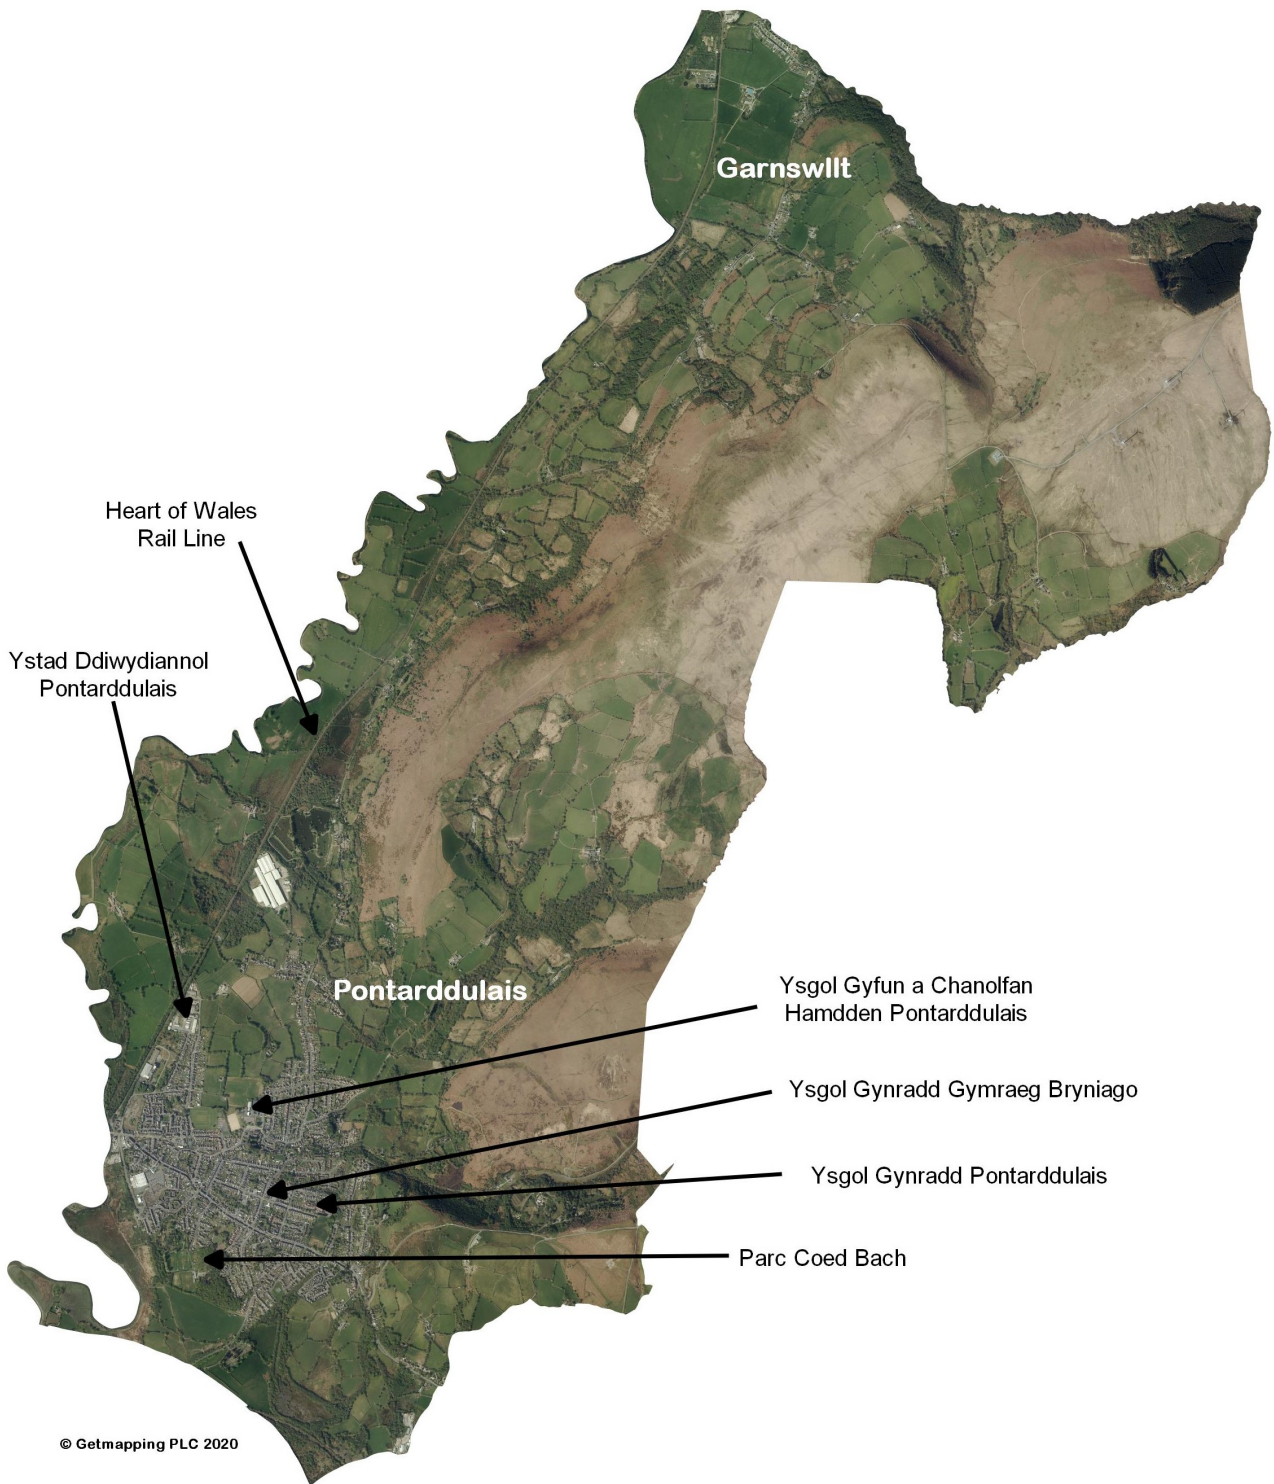 Garnswllt
Heart of Wales
Rail Line
Ystad Ddiwydiannol
Pontarddulais
Pontarddulais
Ysgol Gyfun a Chanolfan
Hamdden Pontarddulais
Ysgol Gynradd Gymraeg Bryniago
Ysgol Gynradd Pontarddulais
Parc Coed Bach
© Getmapping PLC 2020